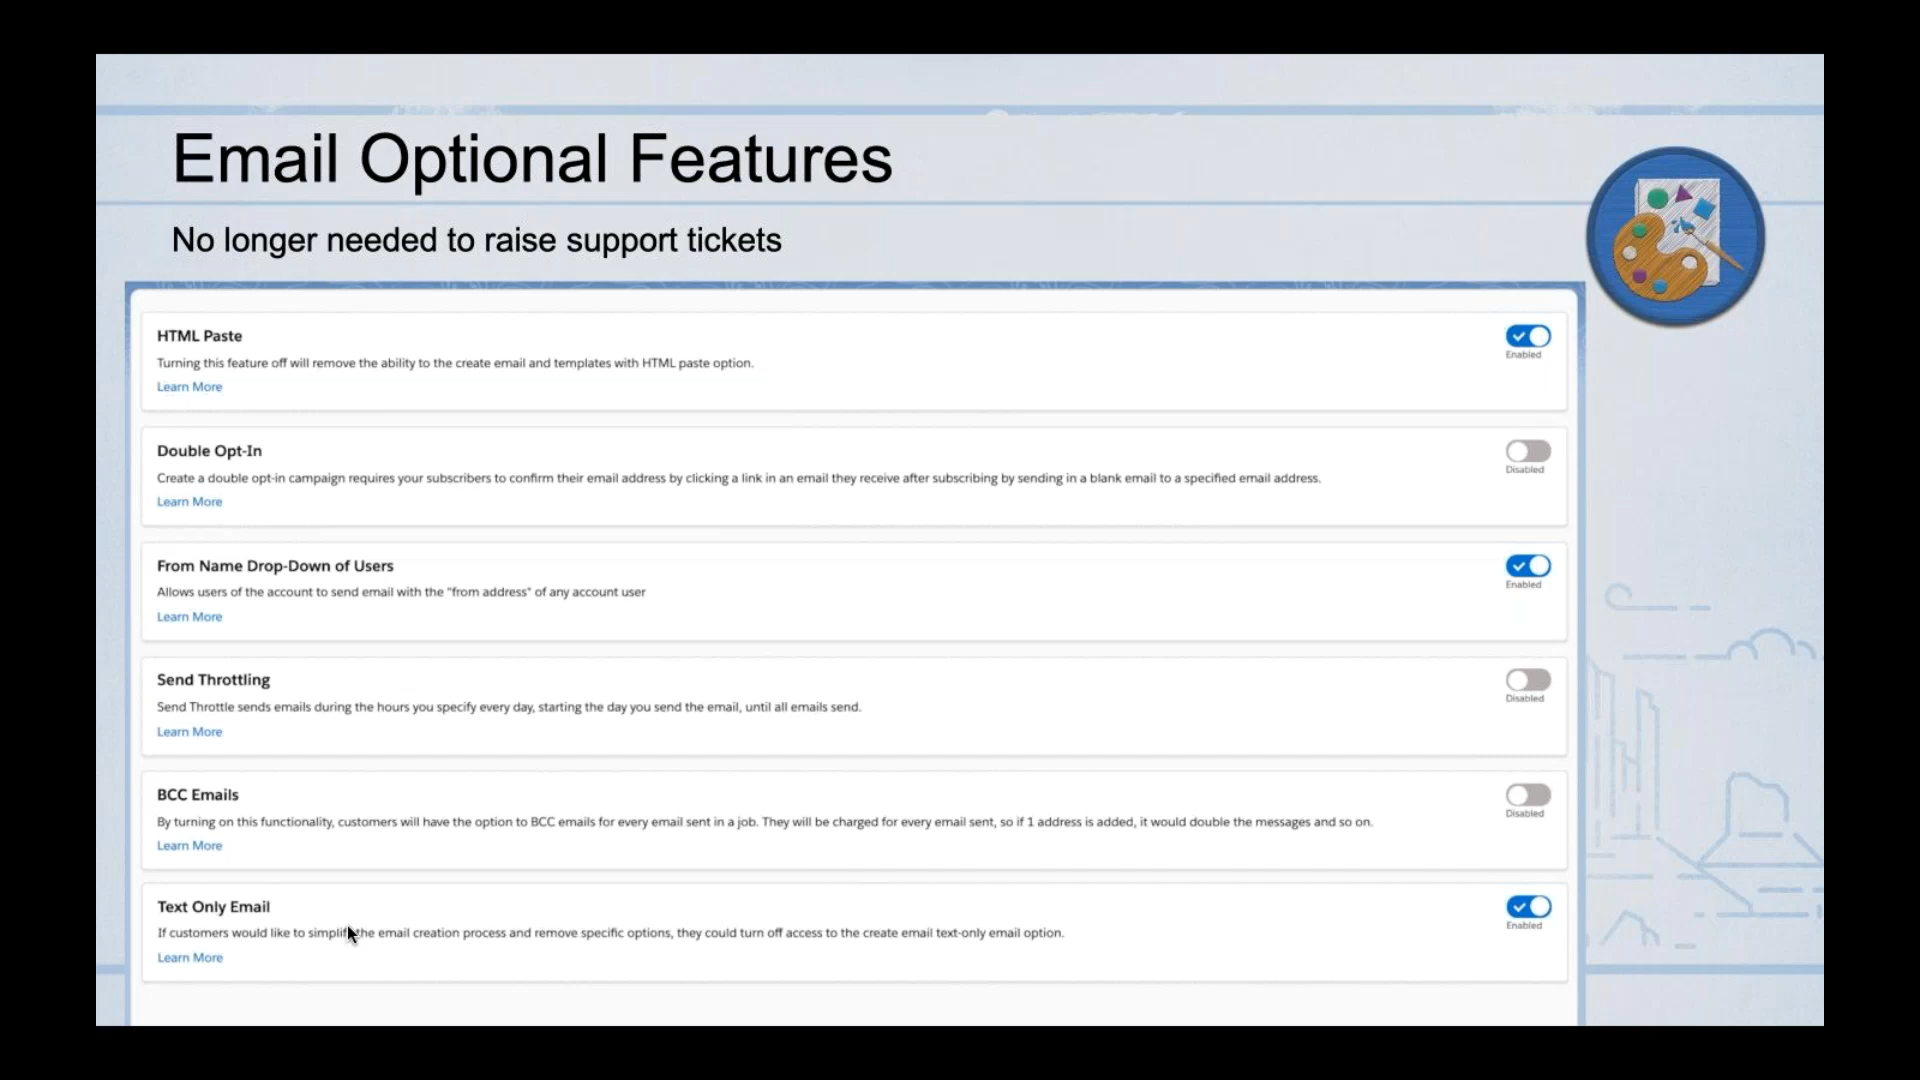 Email Optional Features
No longer needed to raise support tickets
HTML Paste
Enabled
Turning this feature off will remove the ability to the create email and templates with HTML paste option.
Learn More
Double Opt-In
Disabled
Create a double opt-in campaign requires your subscribers to confirm their email address by clicking a link in an email they receive after subscribing by sending in a blank email to a specified email address.
Learn More
From Name Drop-Down of Users
Enabled
Allows users of the account to send email with the "from address" of any account user
Learn More
Send Throttling
Disabled
Send Throttle sends emails during the hours you specify every day, starting the day you send the email, until all emails send.
Learn More
BCC Emails
Disabled
By turning on this functionality, customers will have the option to BCC emails for every email sent in a job. They will be charged for every email sent, so if 1 address is added, it would double the messages and so on.
Learn More
Text Only Email
Enabled
If customers would like to simplify the email creation process and remove specific options, they could turn off access to the create email text-only email option.
Learn More